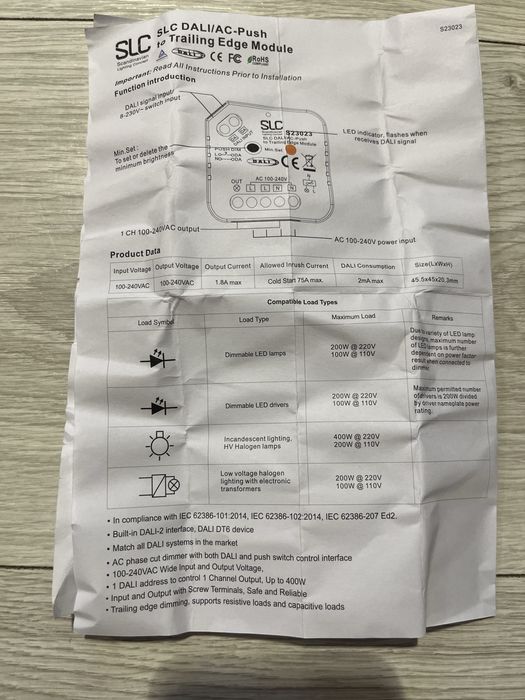 S23023
SLC
Scandinavian
Lighting Concept
SLC DALI/AC-Push
to Trailing Edge Module
DALI CE FC RoHS
COMPLIANT
Important: Read All Instructions Prior to Installation
Function introduction
DALI signal input/
8-230V~ switch input
DA DA
DALI INPUT
SLC
S23023
SLC DALI/AC-Push
to Trailing Edge Module
PUSH DIM
Min.Set
DALI CE
OUT
AC 100-240V
L L N N
Min.Set :
To set or delete the
minimum brightness
LED indicator, flashes when
receives DALI signal
1 CH 100-240VAC output
AC 100-240V power input
Product Data
Input Voltage Output Voltage Output Current Allowed Inrush Current DALI Consumption Size(LxWxH)
100-240VAC 100-240VAC 1.8A max Cold Start 75A max. 2mA max 45.5x45x20.3mm
Compatible Load Types
Load Symbol Load Type Maximum Load Remarks
Dimmable LED lamps
200W @ 220V
100W @ 110V
Due to variety of LED lamp
designs, maximum number
of LED lamps is further
dependent on power factor
result when connected to
dimmer.
Dimmable LED drivers
200W @ 220V
100W @ 110V
Maximum permitted number
of drivers is 200W divided
by driver nameplate power
rating.
Incandescent lighting,
HV Halogen lamps
400W @ 220V
200W @ 110V
Low voltage halogen
lighting with electronic
transformers
200W @ 220V
100W @ 110V
• In compliance with IEC 62386-101:2014, IEC 62386-102:2014, IEC 62386-207 Ed2.
• Built-in DALI-2 interface, DALI DT6 device
• Match all DALI systems in the market
• AC phase cut dimmer with both DALI and push switch control interface
• 100-240VAC Wide Input and Output Voltage,
• 1 DALI address to control 1 Channel Output, Up to 400W
• Input and Output with Screw Terminals, Safe and Reliable
• Trailing edge dimming, supports resistive loads and capacitive loads